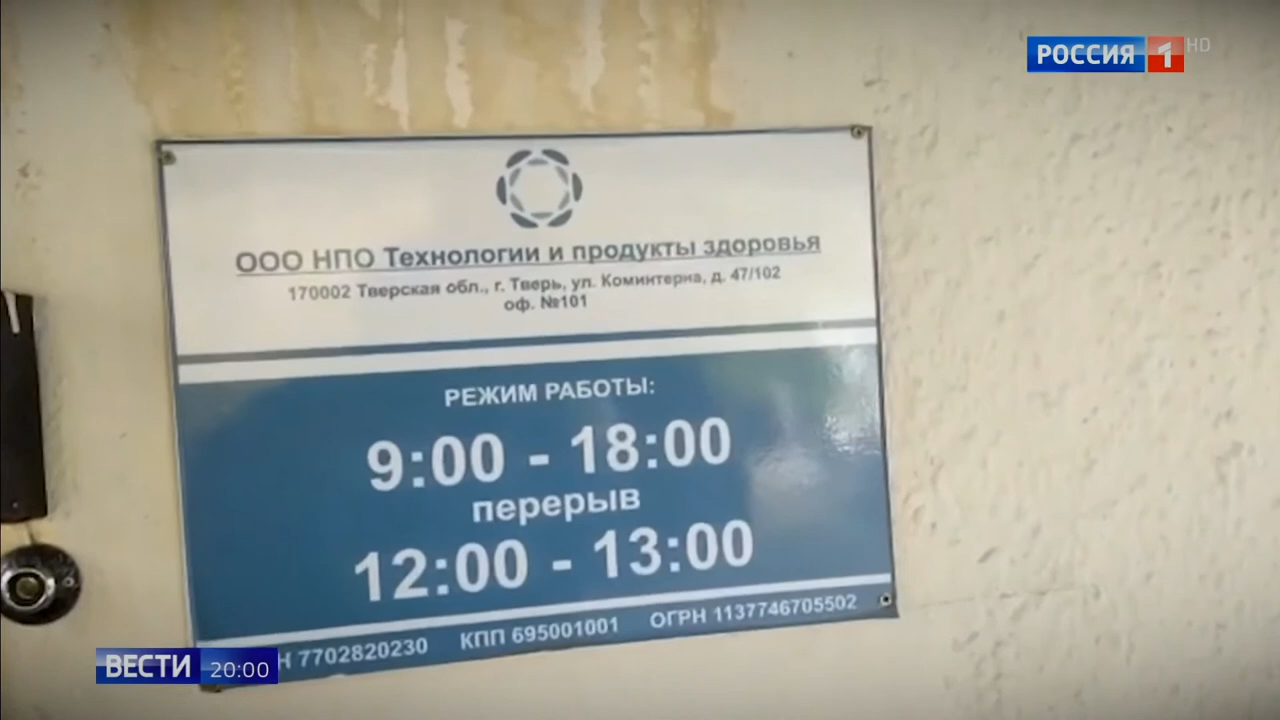 РОССИЯ 1 HD
ООО НПО Технологии и продукты здоровья
170002 Тверская обл., г. Тверь, ул. Коминтерна, д. 47/102
оф. №101
РЕЖИМ РАБОТЫ:
9:00 - 18:00
перерыв
12:00 - 13:00
Н 7702820230 КПП 695001001 ОГРН 1137746705502
ВЕСТИ 20:00